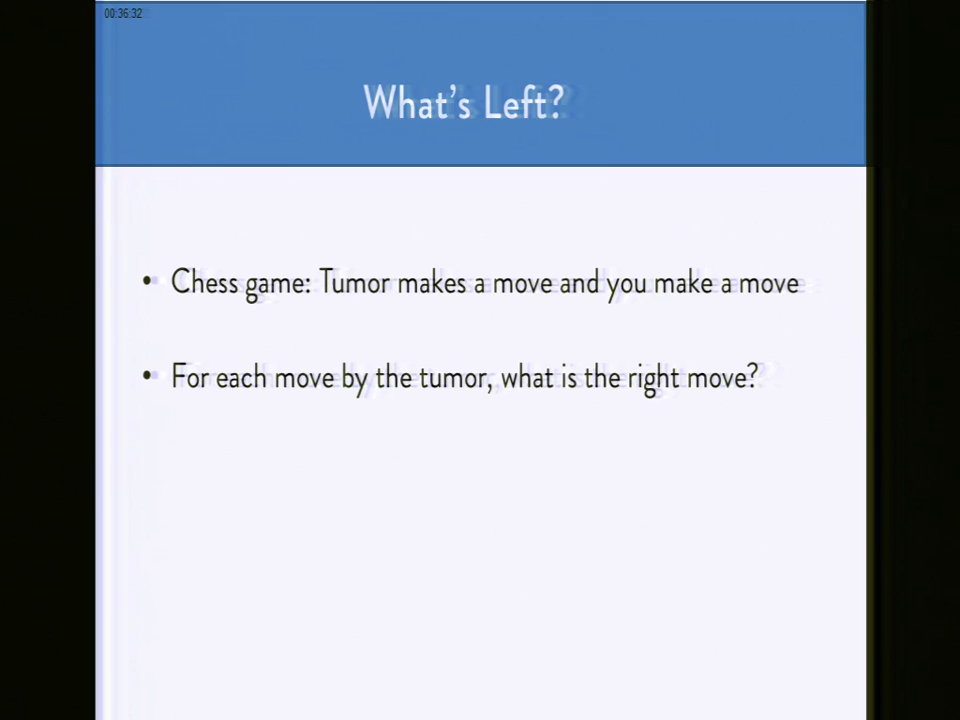 00:36:32
What's Left?
• Chess game: Tumor makes a move and you make a move
• For each move by the tumor, what is the right move?